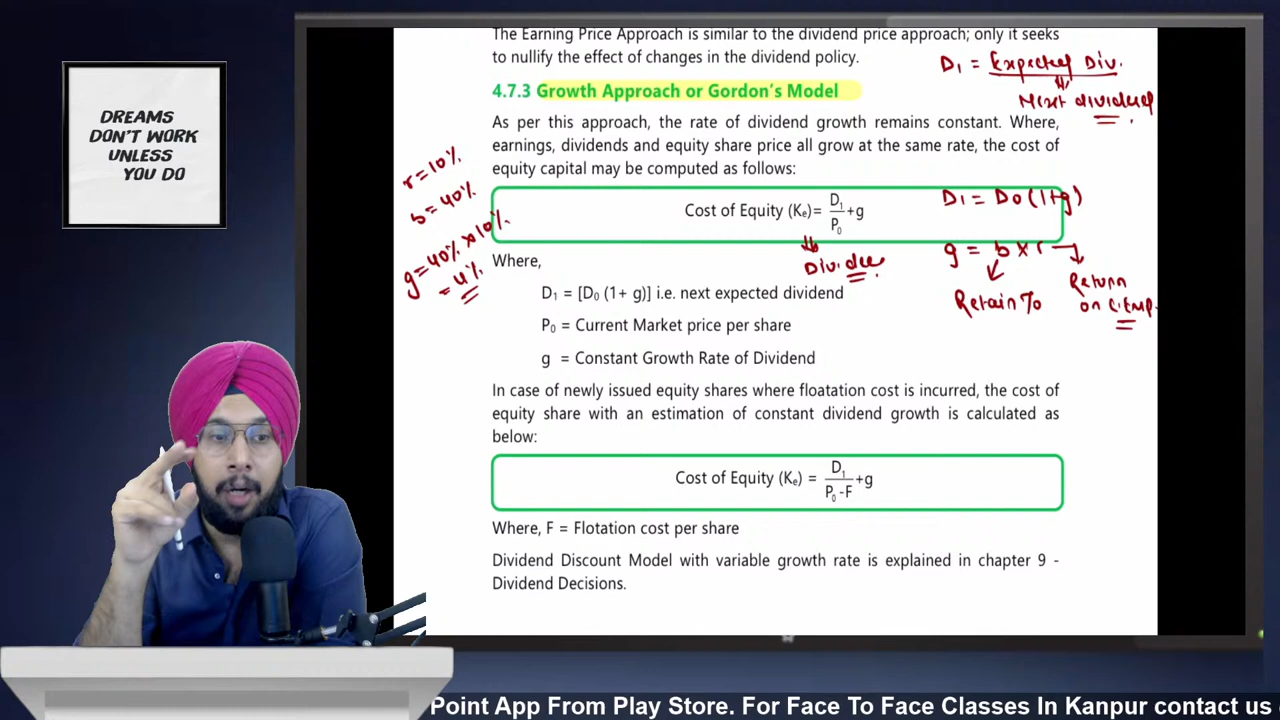 DREAMS
DON'T WORK
UNLESS
YOU DO
The Earning Price Approach is similar to the dividend price approach; only it seeks
to nullify the effect of changes in the dividend policy.
D₁ = Expected Div.
Next dividend
4.7.3 Growth Approach or Gordon's Model
As per this approach, the rate of dividend growth remains constant. Where,
earnings, dividends and equity share price all grow at the same rate, the cost of
equity capital may be computed as follows:
r=10%
b=40%
g=40%×10%
=4%
Cost of Equity (Kₑ)= D₁/P₀ +g
D₁ = D₀(1+g)
g = b×r
Retain %
Return
on C.Emp.
Where,
D₁ = [D₀ (1+ g)] i.e. next expected dividend
P₀ = Current Market price per share
g = Constant Growth Rate of Dividend
In case of newly issued equity shares where floatation cost is incurred, the cost of
equity share with an estimation of constant dividend growth is calculated as
below:
Cost of Equity (Kₑ) = D₁/P₀ -F +g
Where, F = Flotation cost per share
Dividend Discount Model with variable growth rate is explained in chapter 9 -
Dividend Decisions.
Point App From Play Store. For Face To Face Classes In Kanpur contact us